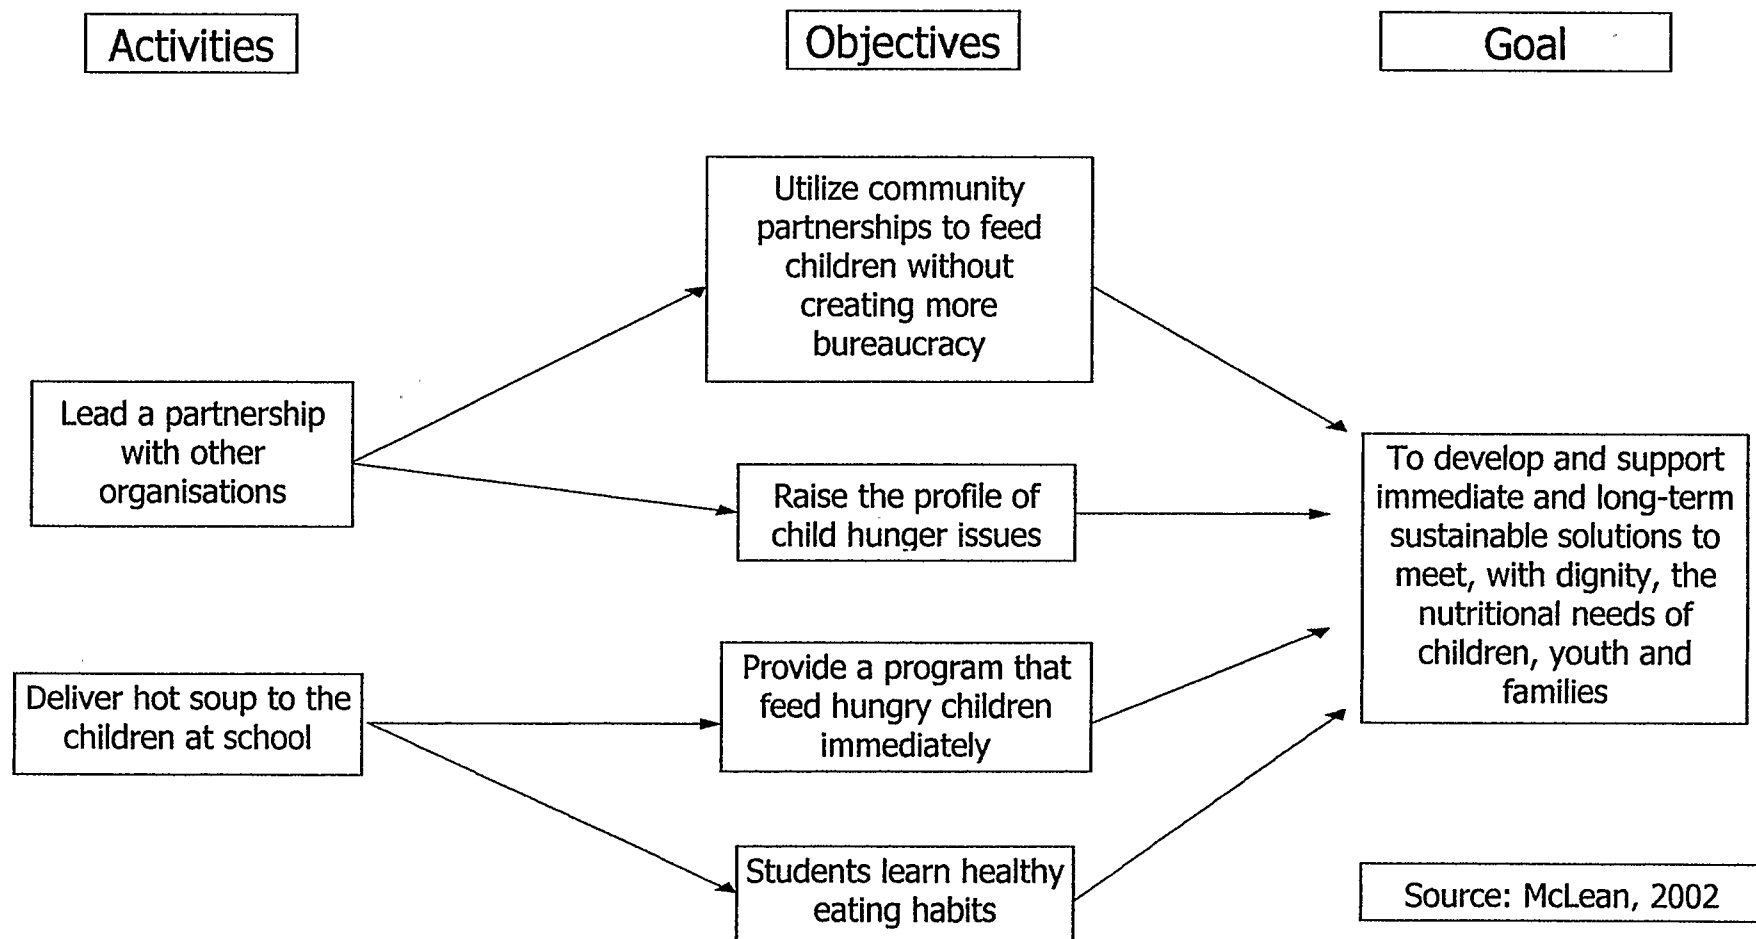 Activities
Objectives
Goal
Utilize community
partnerships to feed
children without
creating more
bureaucracy
Lead a partnership
with other
organisations
Raise the profile of
child hunger issues
To develop and support
immediate and long-term
sustainable solutions to
meet, with dignity, the
nutritional needs of
children, youth and
families
Deliver hot soup to the
children at school
Provide a program that
feed hungry children
immediately
Students learn healthy
eating habits
Source: McLean, 2002